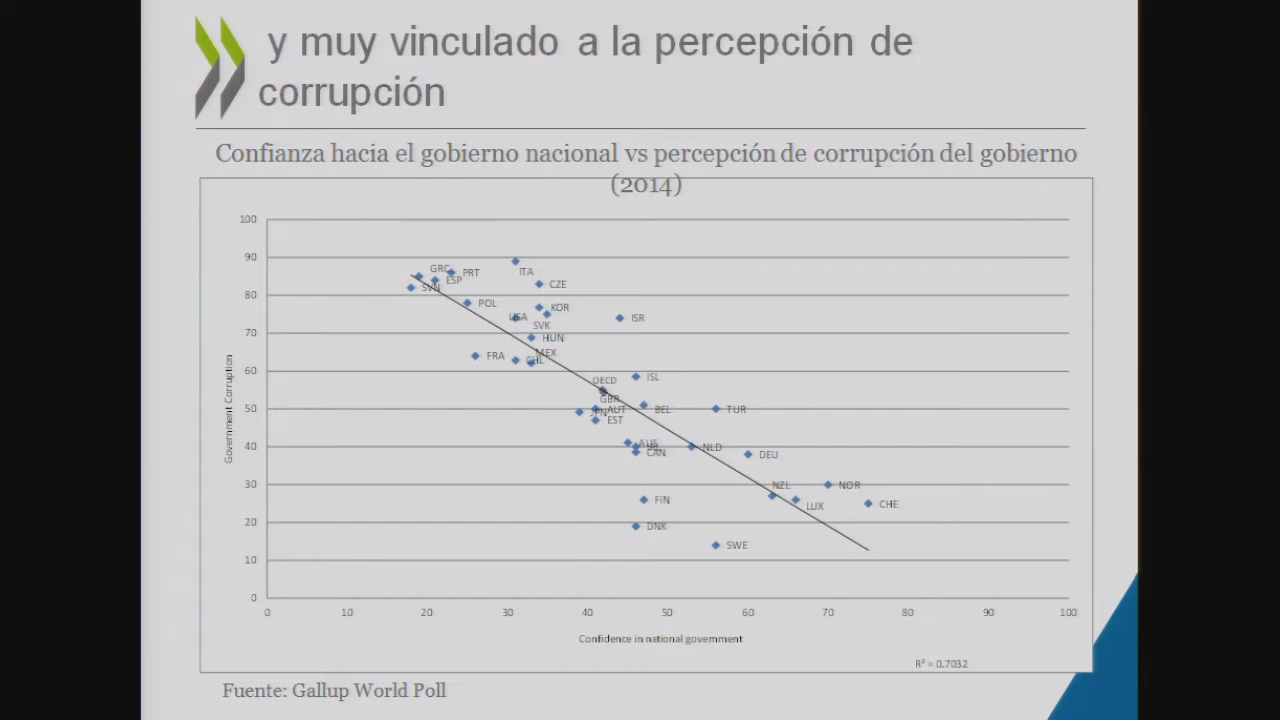 y muy vinculado a la percepción de
corrupción
Confianza hacia el gobierno nacional vs percepción de corrupción del gobierno
(2014)
100
90
80
70
60
50
40
30
20
10
0
Government Corruption
GRC
PRT
ITA
ESP
CZE
SVN
POL
KOR
USA
ISR
SVK
HUN
MEX
FRA
CHL
ISL
OECD
GBR
AUT
BEL
TUR
JPN
EST
AUS
NLD
CAN
DEU
NZL
NOR
FIN
LUX
CHE
DNK
SWE
0 10 20 30 40 50 60 70 80 90 100
Confidence in national government
R² = 0,7032
Fuente: Gallup World Poll